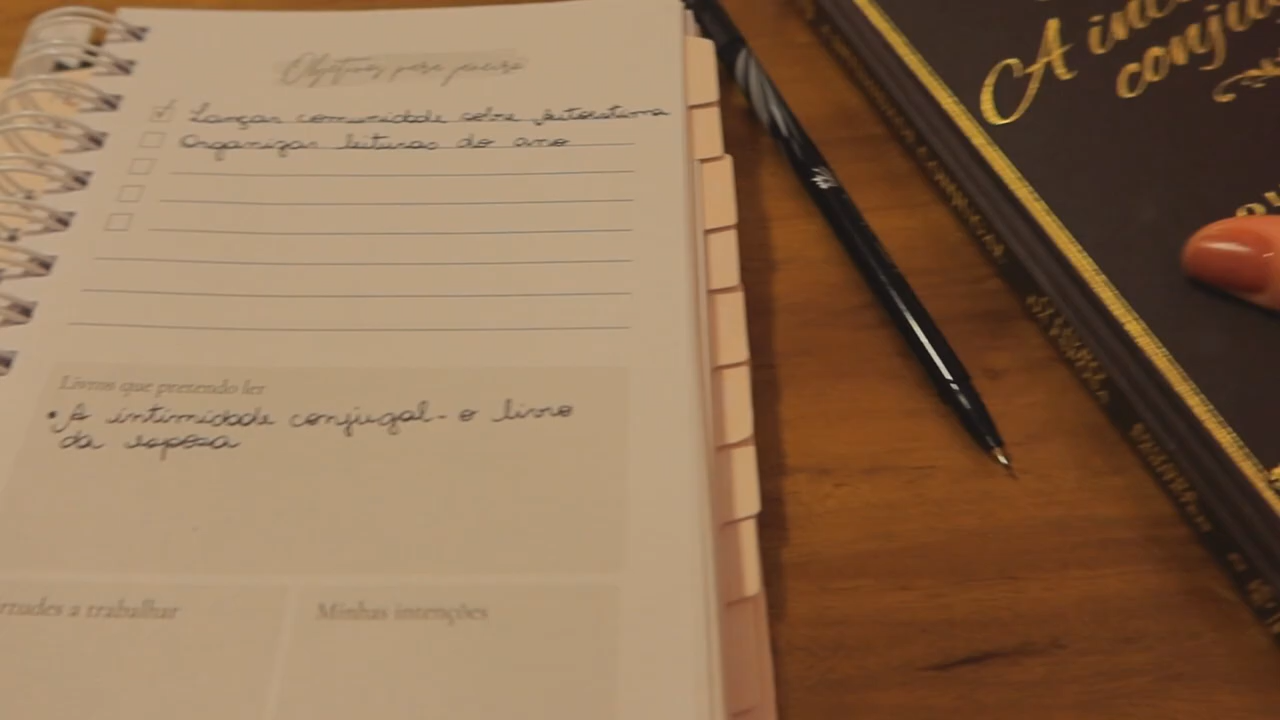 Objetivos para janeiro
Lançar comunidade sobre autoestima
Organizar leituras do ano
Livros que pretendo ler
• A intimidade conjugal - o livro
da esposa
rtudes a trabalhar
Minhas intenções
A in
conju